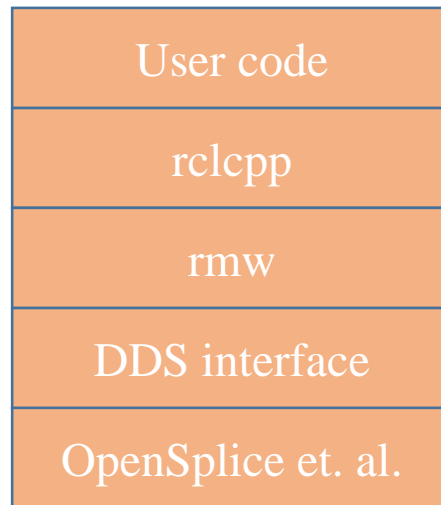 User code
rclcpp
rmw
DDS interface
OpenSplice et. al.